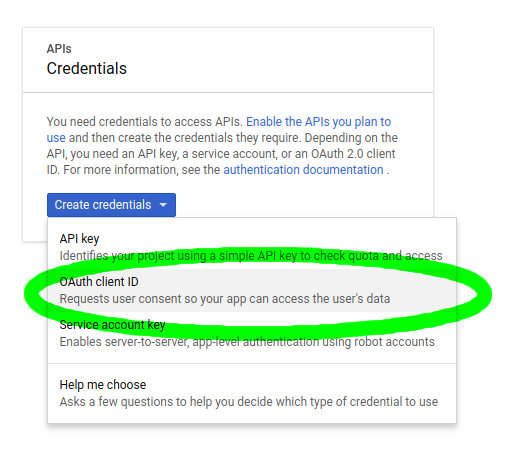 APIs
Credentials
You need credentials to access APIs. Enable the APIs you plan to
use and then create the credentials they require. Depending on the
API, you need an API key, a service account, or an OAuth 2.0 client
ID. For more information, see the authentication documentation .
Create credentials
API key
Identifies your project using a simple API key to check quota and access
OAuth client ID
Requests user consent so your app can access the user's data
Service account key
Enables server-to-server, app-level authentication using robot accounts
Help me choose
Asks a few questions to help you decide which type of credential to use